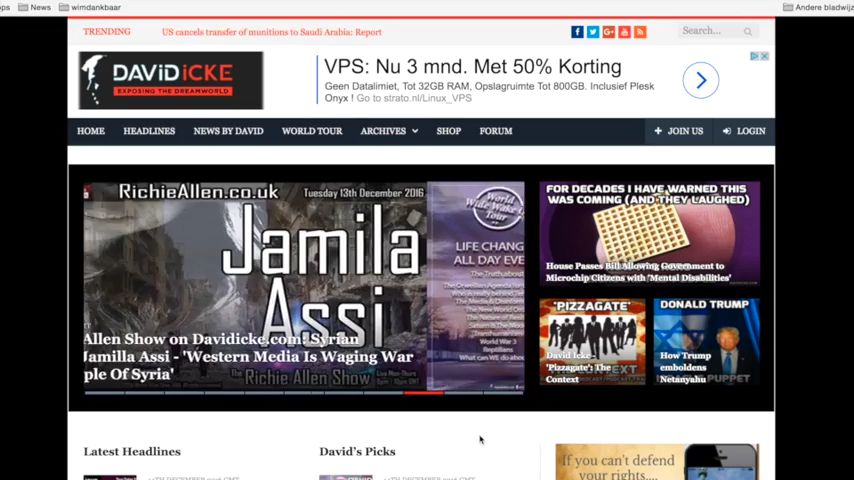 News
wimdankbaar
Andere bladwijz
TRENDING
US cancels transfer of munitions to Saudi Arabia: Report
Search...
DAViD iCKE
EXPOSING THE DREAMWORLD
VPS: Nu 3 mnd. Met 50% Korting
Geen Datalimiet, Tot 32GB RAM, Opslagruimte Tot 800GB. Inclusief Plesk
Onyx ! Go to strato.nl/Linux_VPS
HOME HEADLINES NEWS BY DAVID WORLD TOUR ARCHIVES SHOP FORUM JOIN US LOGIN
RichieAllen.co.uk Tuesday 13th December 2016
Jamila
Assi
Allen Show on Davidicke.com: Syrian
Jamilla Assi - 'Western Media Is Waging War
ple Of Syria'
The Richie Allen Show
World
Wide Wake
Tour
LIFE CHANG
ALL DAY EVE
FOR DECADES I HAVE WARNED THIS
WAS COMING (AND THEY LAUGHED)
House Passes Bill Allowing Government to
Microchip Citizens with 'Mental Disabilities'
'PIZZAGATE'
David Icke -
'Pizzagate': The
Context
DONALD TRUMP
How Trump
emboldens
Netanyahu
PUPPET
Latest Headlines
David's Picks
If you can't defend
your rights....